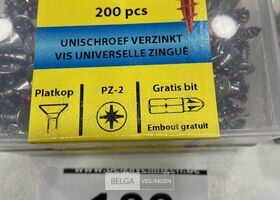 200 pcs
UNISCHROEF VERZINKT
VIS UNIVERSELLE ZINGUÉ
Platkop
PZ-2
Gratis bit
Embout gratuit
BELGA VEILINGEN